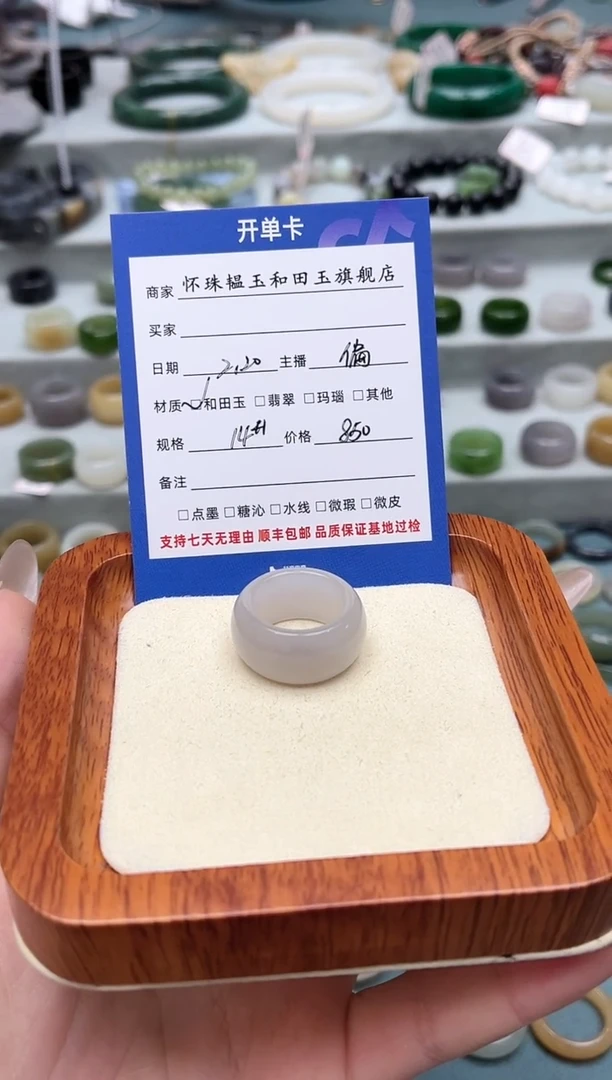 开单卡
商家 怀珠韫玉和田玉旗舰店
买家
日期 2.20 主播
材质 和田玉 □翡翠 □玛瑙 □其他
规格 14# 价格 850
备注
□点墨 □糖沁 □水线 □微瑕 □微皮
支持七天无理由 顺丰包邮 品质保证基地过检